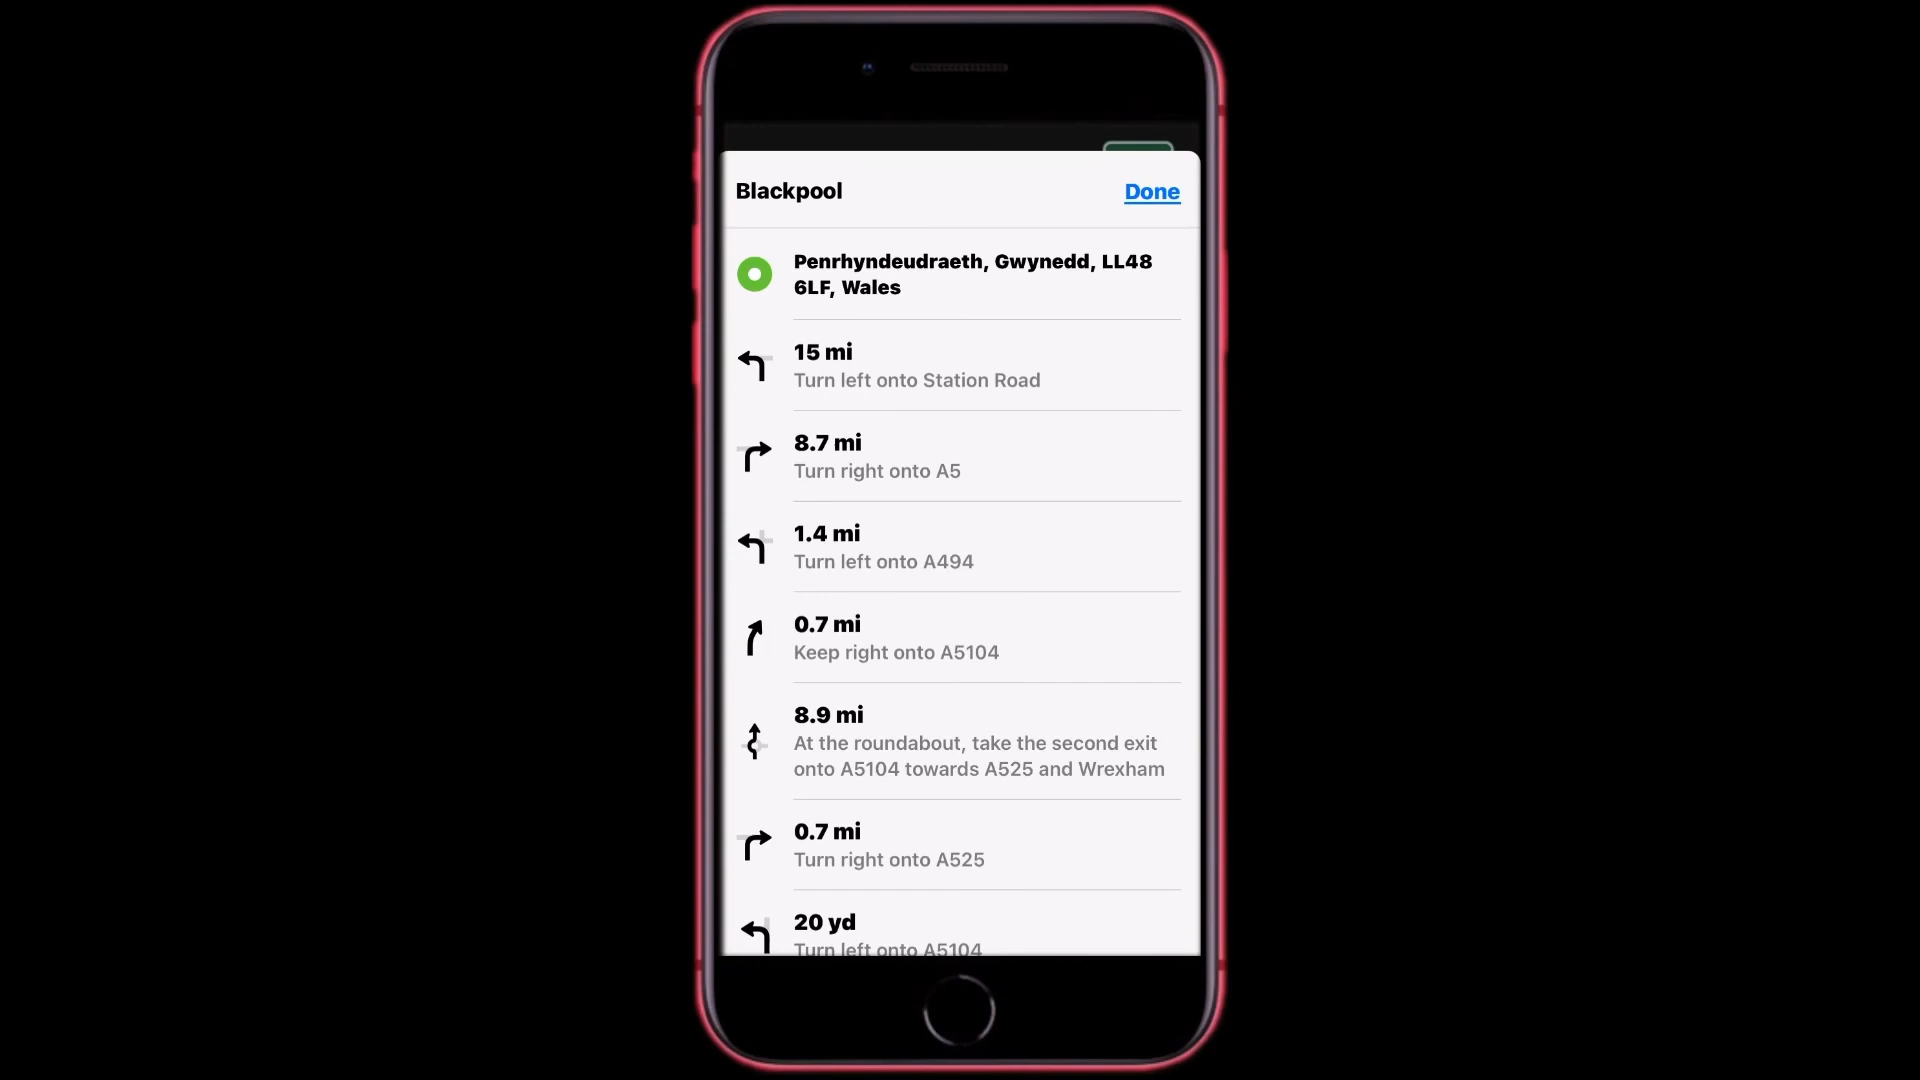 Blackpool
Done
Penrhyndeudraeth, Gwynedd, LL48
6LF, Wales
15 mi
Turn left onto Station Road
8.7 mi
Turn right onto A5
1.4 mi
Turn left onto A494
0.7 mi
Keep right onto A5104
8.9 mi
At the roundabout, take the second exit
onto A5104 towards A525 and Wrexham
0.7 mi
Turn right onto A525
20 yd
Turn left onto A5104